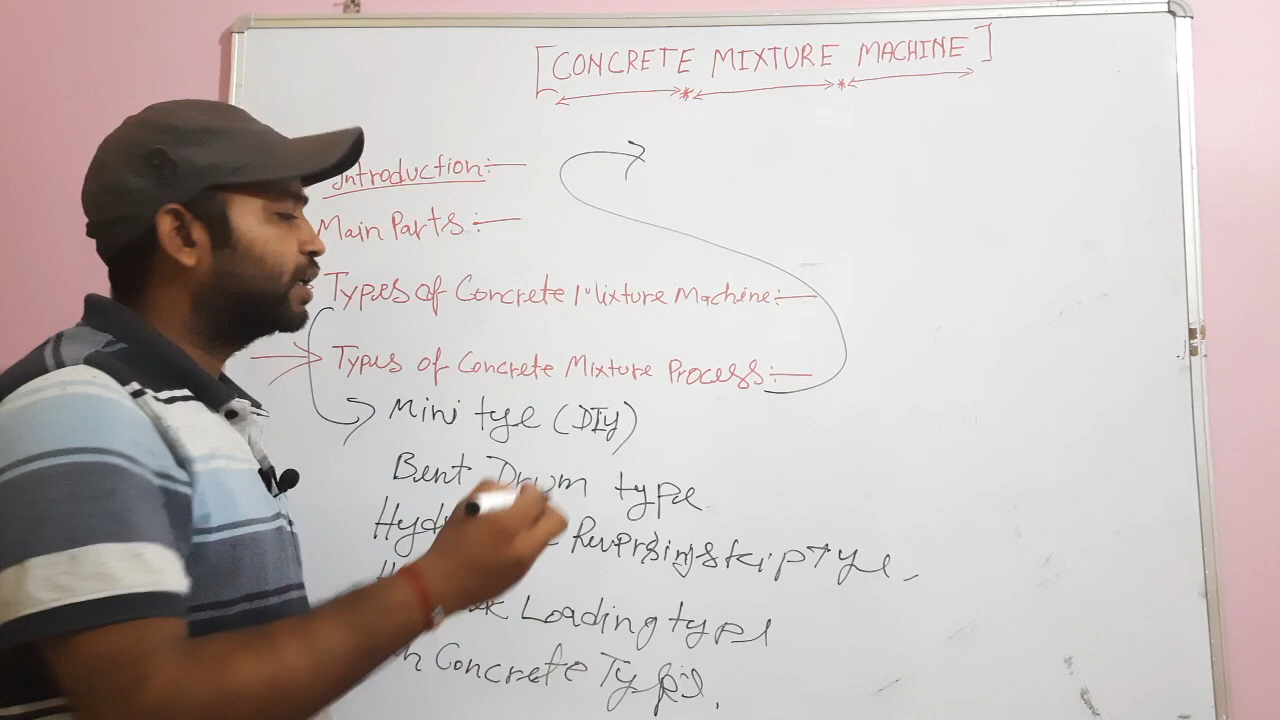 [CONCRETE MIXTURE MACHINE]
Introduction:-
Main Parts:-
Types of Concrete Mixture Machine:-
Types of Concrete Mixture Process:-
Mini tye (DIY)
Bent Drum type
Reversing skip Type.
Loading type
Concrete Type.